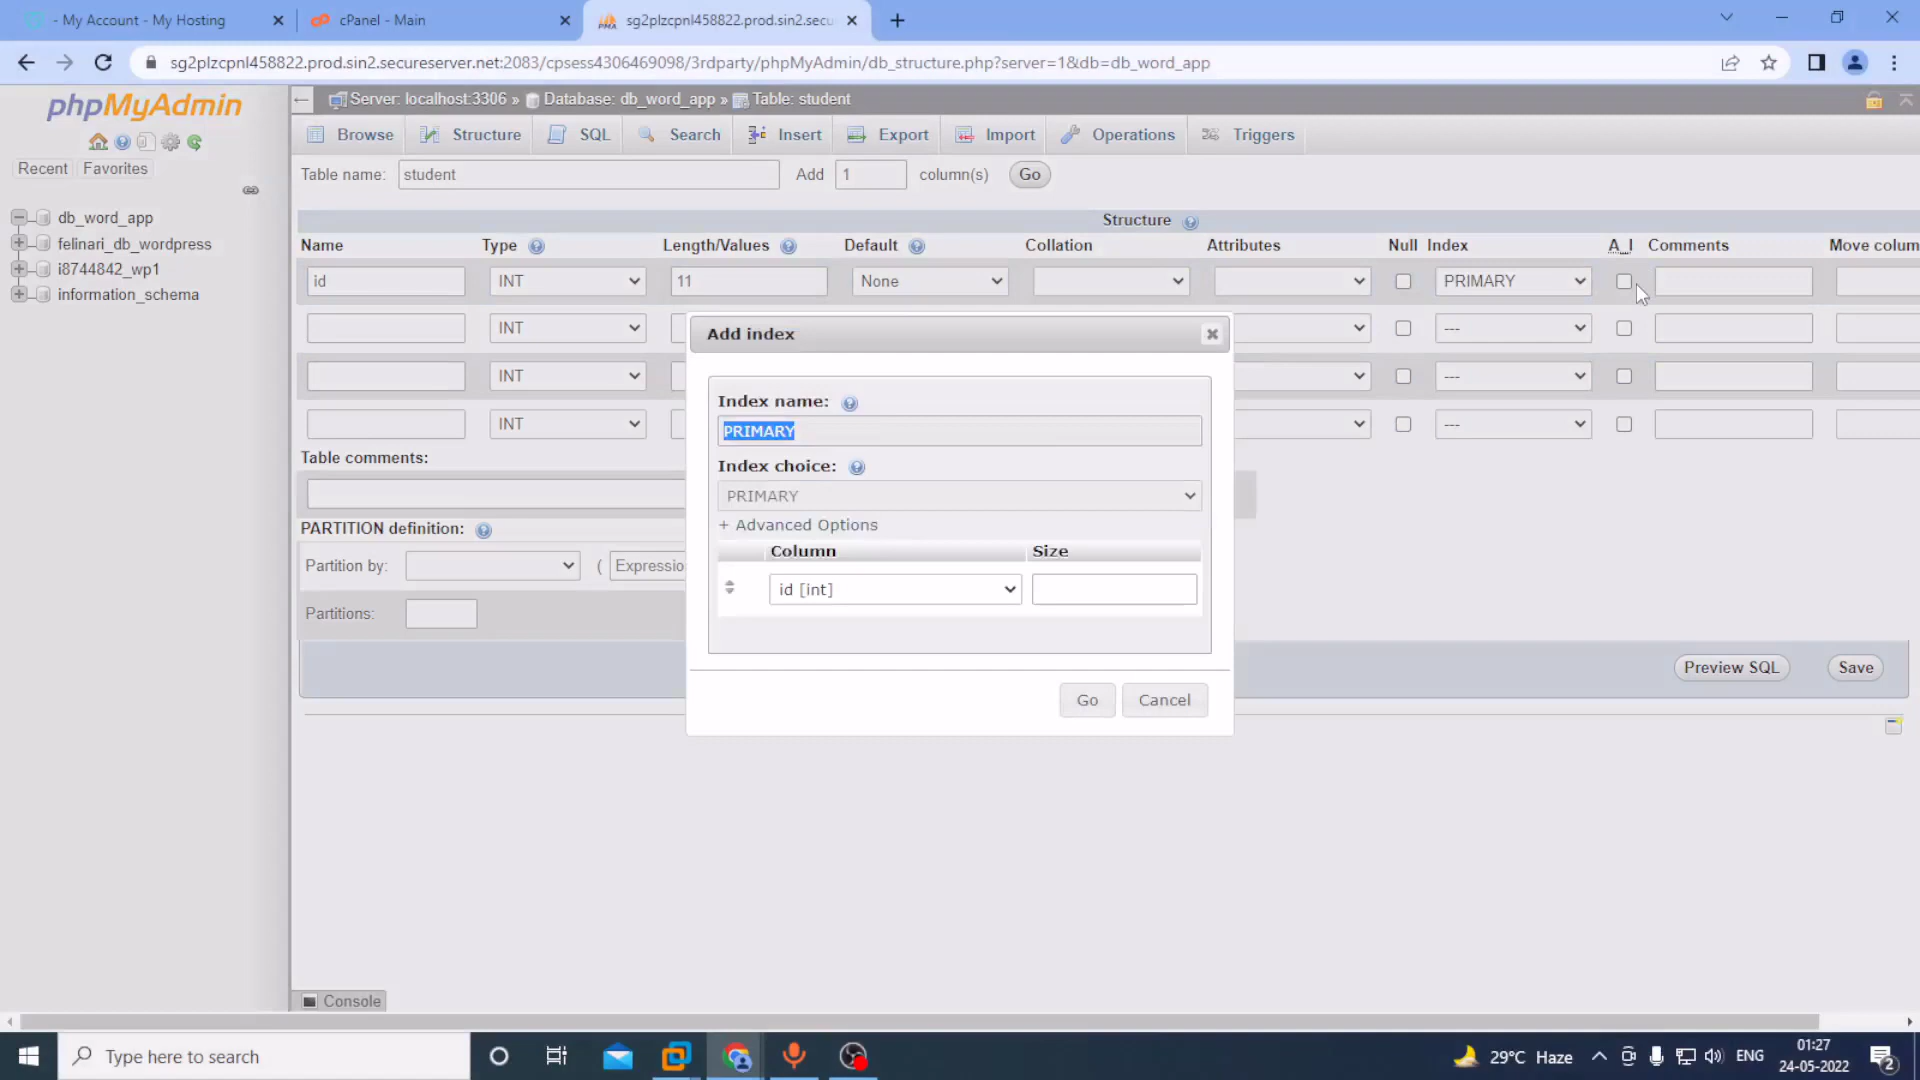 - My Account - My Hosting
cPanel - Main
sg2plzcpnl458822.prod.sin2.secu
sg2plzcpnl458822.prod.sin2.secureserver.net:2083/cpsess4306469098/3rdparty/phpMyAdmin/db_structure.php?server=1&db=db_word_app
phpMyAdmin
Server: localhost:3306 » Database: db_word_app » Table: student
Browse Structure SQL Search Insert Export Import Operations Triggers
Recent Favorites
Table name: student Add 1 column(s) Go
db_word_app
felinari_db_wordpress
i8744842_wp1
information_schema
Structure
Name Type Length/Values Default Collation Attributes Null Index A_I Comments Move colum
id INT 11 None PRIMARY
INT ---
INT ---
INT ---
Table comments:
PARTITION definition:
Partition by: ( Expressio
Partitions:
Add index
Index name:
PRIMARY
Index choice:
PRIMARY
+ Advanced Options
Column Size
id [int]
Go Cancel
Preview SQL Save
Console
Type here to search
29°C Haze
ENG
01:27
24-05-2022
2